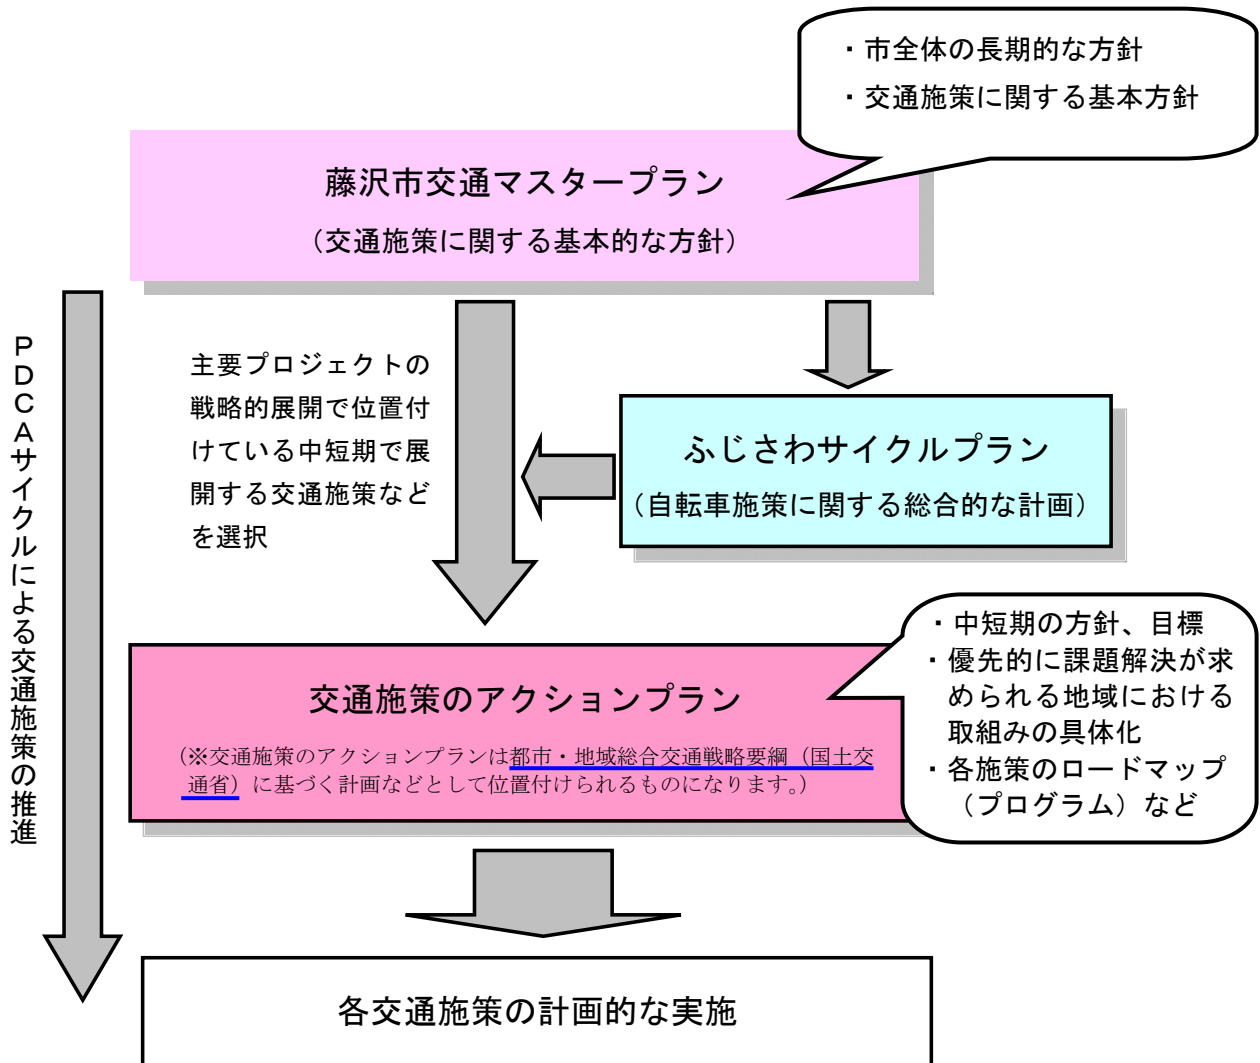 ・市全体の長期的な方針
・交通施策に関する基本方針
藤沢市交通マスタープラン
（交通施策に関する基本的な方針）
PDCAサイクルによる交通施策の推進
主要プロジェクトの
戦略的展開で位置付
けている中短期で展
開する交通施策など
を選択
ふじさわサイクルプラン
（自転車施策に関する総合的な計画）
・中短期の方針、目標
・優先的に課題解決が求
められる地域における
取組みの具体化
・各施策のロードマップ
（プログラム）など
交通施策のアクションプラン
（※交通施策のアクションプランは都市・地域総合交通戦略要綱（国土交
通省）に基づく計画などとして位置付けられるものになります。）
各交通施策の計画的な実施